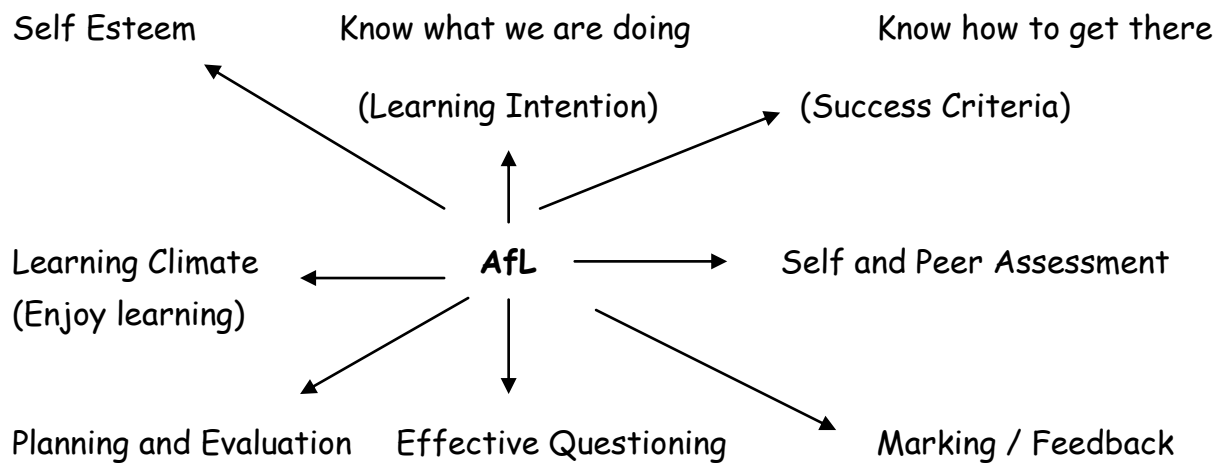 Self Esteem Know what we are doing Know how to get there
(Learning Intention) (Success Criteria)
Learning Climate AfL Self and Peer Assessment
(Enjoy learning)
Planning and Evaluation Effective Questioning Marking / Feedback